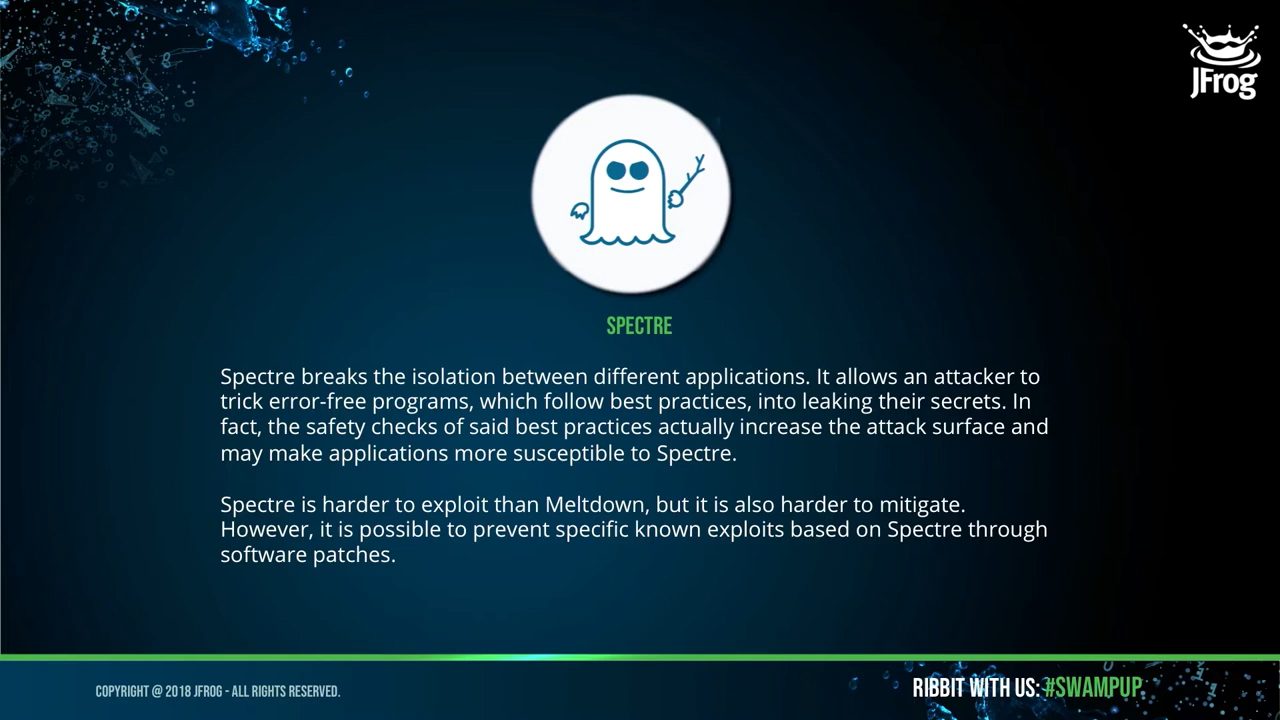 JFrog
SPECTRE
Spectre breaks the isolation between different applications. It allows an attacker to
trick error-free programs, which follow best practices, into leaking their secrets. In
fact, the safety checks of said best practices actually increase the attack surface and
may make applications more susceptible to Spectre.
Spectre is harder to exploit than Meltdown, but it is also harder to mitigate.
However, it is possible to prevent specific known exploits based on Spectre through
software patches.
COPYRIGHT @ 2018 JFROG - ALL RIGHTS RESERVED.
RIBBIT WITH US: #SWAMPUP